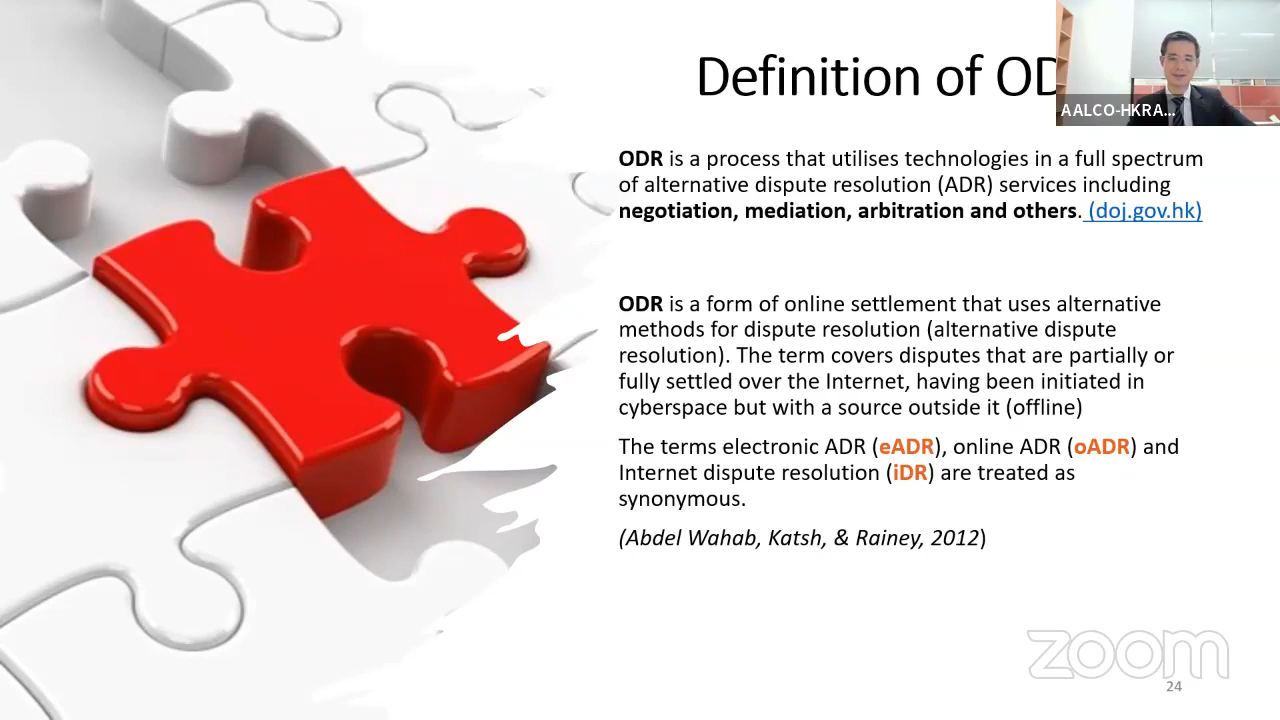 Definition of OD
AALCO-HKRA...
ODR is a process that utilises technologies in a full spectrum
of alternative dispute resolution (ADR) services including
negotiation, mediation, arbitration and others. (doj.gov.hk)
ODR is a form of online settlement that uses alternative
methods for dispute resolution (alternative dispute
resolution). The term covers disputes that are partially or
fully settled over the Internet, having been initiated in
cyberspace but with a source outside it (offline)
The terms electronic ADR (eADR), online ADR (oADR) and
Internet dispute resolution (iDR) are treated as
synonymous.
(Abdel Wahab, Katsh, & Rainey, 2012)
zoom
24